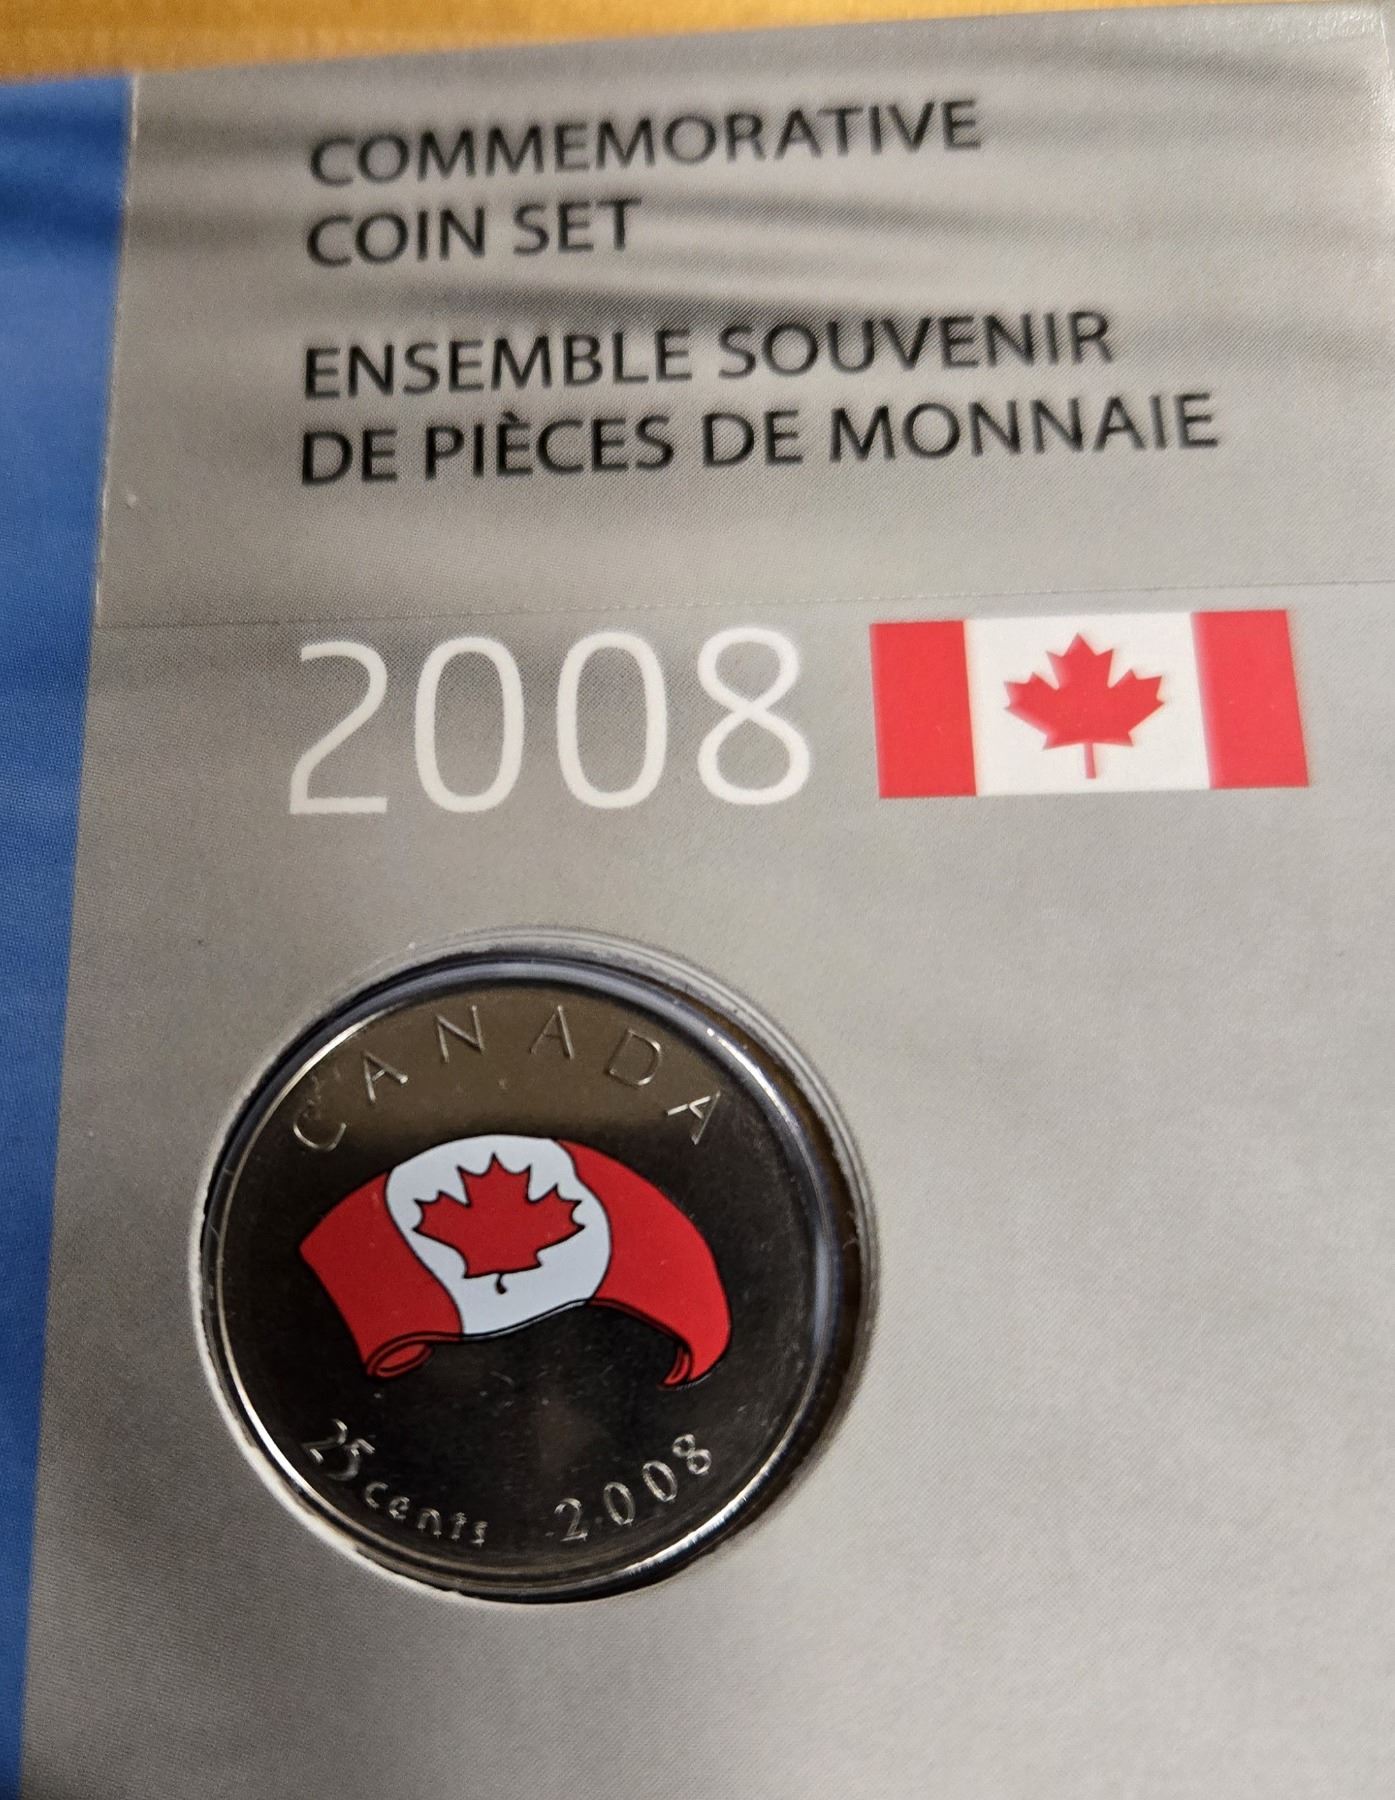 COMMEMORATIVE
COIN SET
ENSEMBLE SOUVENIR
DE PIÈCES DE MONNAIE
2008
CANADA
25 cents 2008